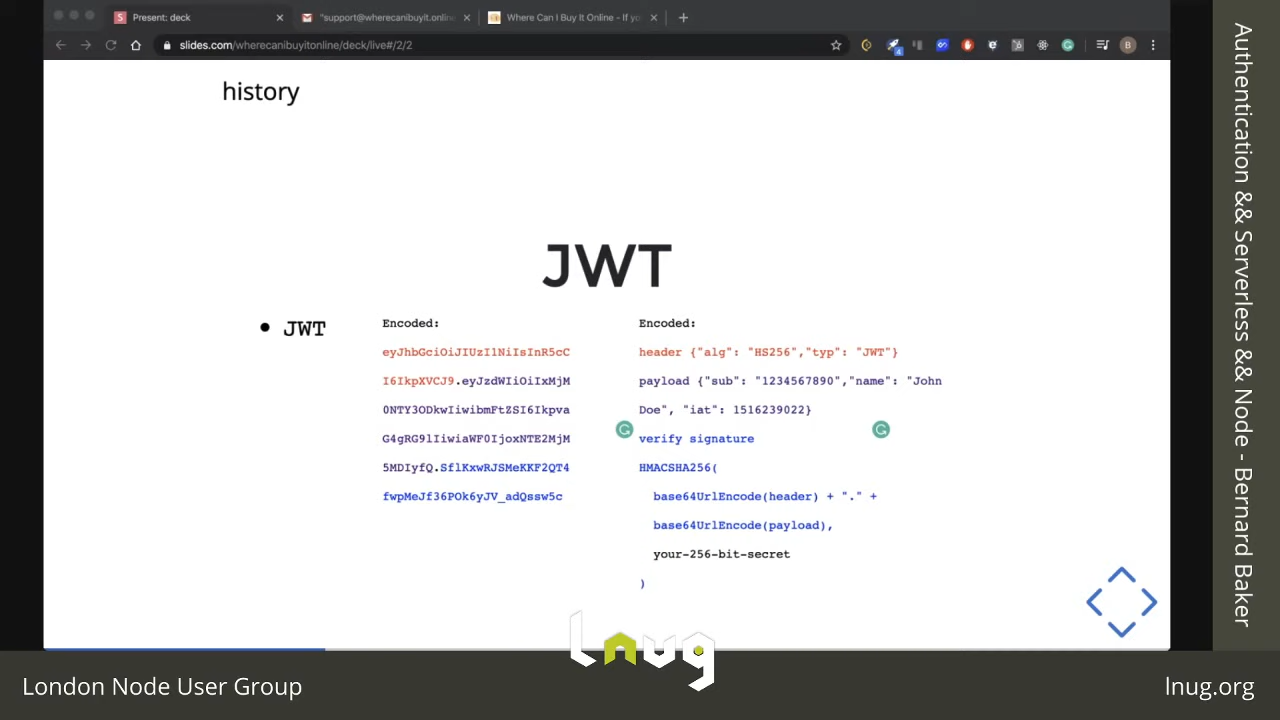 Present: deck
"support@wherecanibuyit.online
Where Can I Buy It Online - If yo
slides.com/wherecanibuyitonline/deck/live#/2/2
B
history
JWT
JWT
Encoded:
eyJhbGciOiJIUzI1NiIsInR5cC
I6IkpXVCJ9.eyJzdWIiOiIxMjM
0NTY3ODkwIiwibmFtZSI6Ikpva
G4gRG9lIiwiaWF0IjoxNTE2MjM
5MDIyfQ.SflKxwRJSMeKKF2QT4
fwpMeJf36POk6yJV_adQssw5c
Encoded:
header {"alg": "HS256","typ": "JWT"}
payload {"sub": "1234567890","name": "John
Doe", "iat": 1516239022}
verify signature
HMACSHA256(
base64UrlEncode(header) + "." +
base64UrlEncode(payload),
your-256-bit-secret
)
Authentication && Serverless && Node - Bernard Baker
lnug
London Node User Group
lnug.org